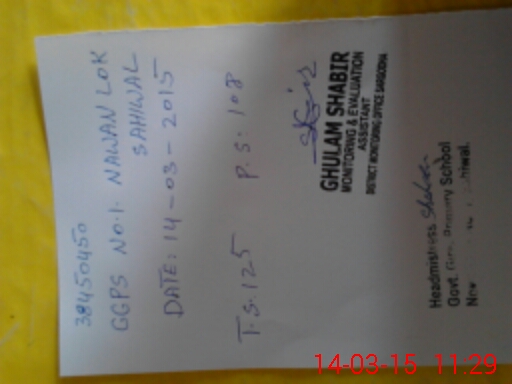 38450450
GGPS No.1. NAWAN LOK
SAHIWAL
DATE: 14-03-2015
T.S. 125 P.S. 108
GHULAM SHABIR
MONITORING & EVALUATION
ASSISTANT
DISTRICT MONITORING OFFICE SARGODHA
Headmistress
Govt. Primary School
14-03-15 11:29